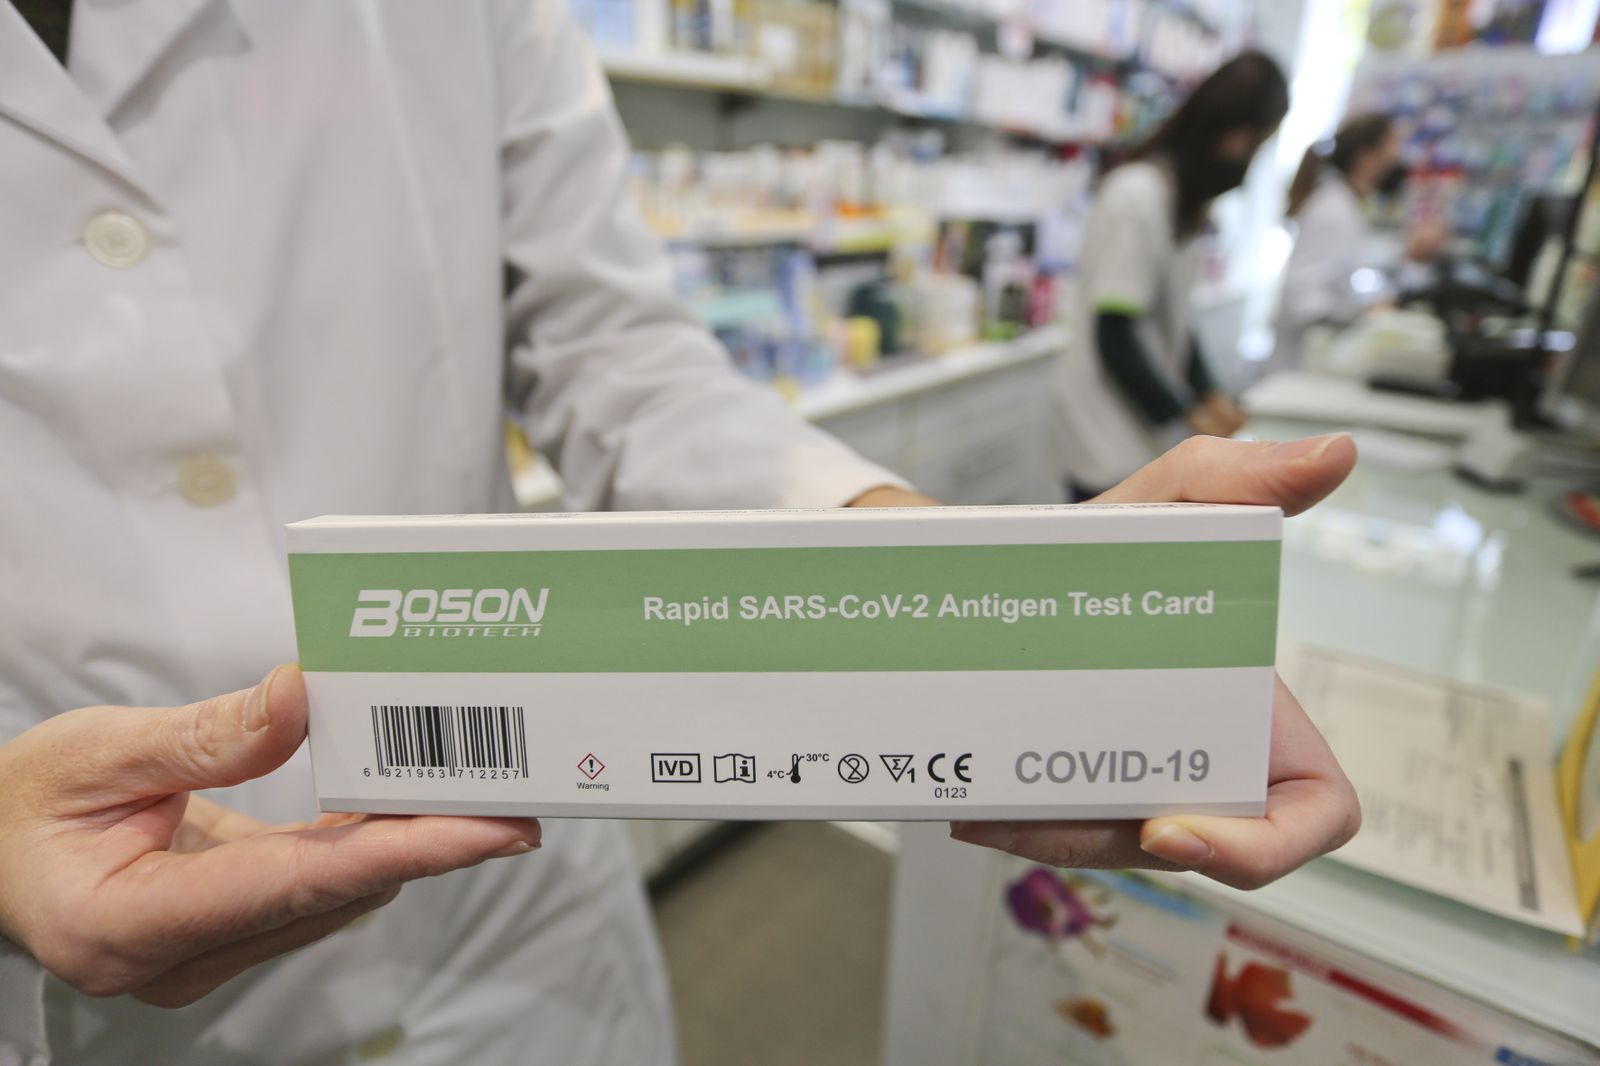 BOSON
BIOTECH
Rapid SARS-CoV-2 Antigen Test Card
6 921963 712257
Warning
IVD
i
4°C
30°C
2
Σ
1
CE
0123
COVID-19